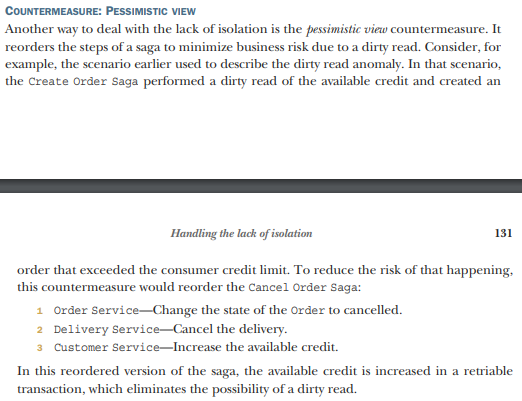 COUNTERMEASURE: PESSIMISTIC VIEW
Another way to deal with the lack of isolation is the pessimistic view countermeasure. It
reorders the steps of a saga to minimize business risk due to a dirty read. Consider, for
example, the scenario earlier used to describe the dirty read anomaly. In that scenario,
the Create Order Saga performed a dirty read of the available credit and created an
Handling the lack of isolation 131
order that exceeded the consumer credit limit. To reduce the risk of that happening,
this countermeasure would reorder the Cancel Order Saga:
1 Order Service—Change the state of the Order to cancelled.
2 Delivery Service—Cancel the delivery.
3 Customer Service—Increase the available credit.
In this reordered version of the saga, the available credit is increased in a retriable
transaction, which eliminates the possibility of a dirty read.